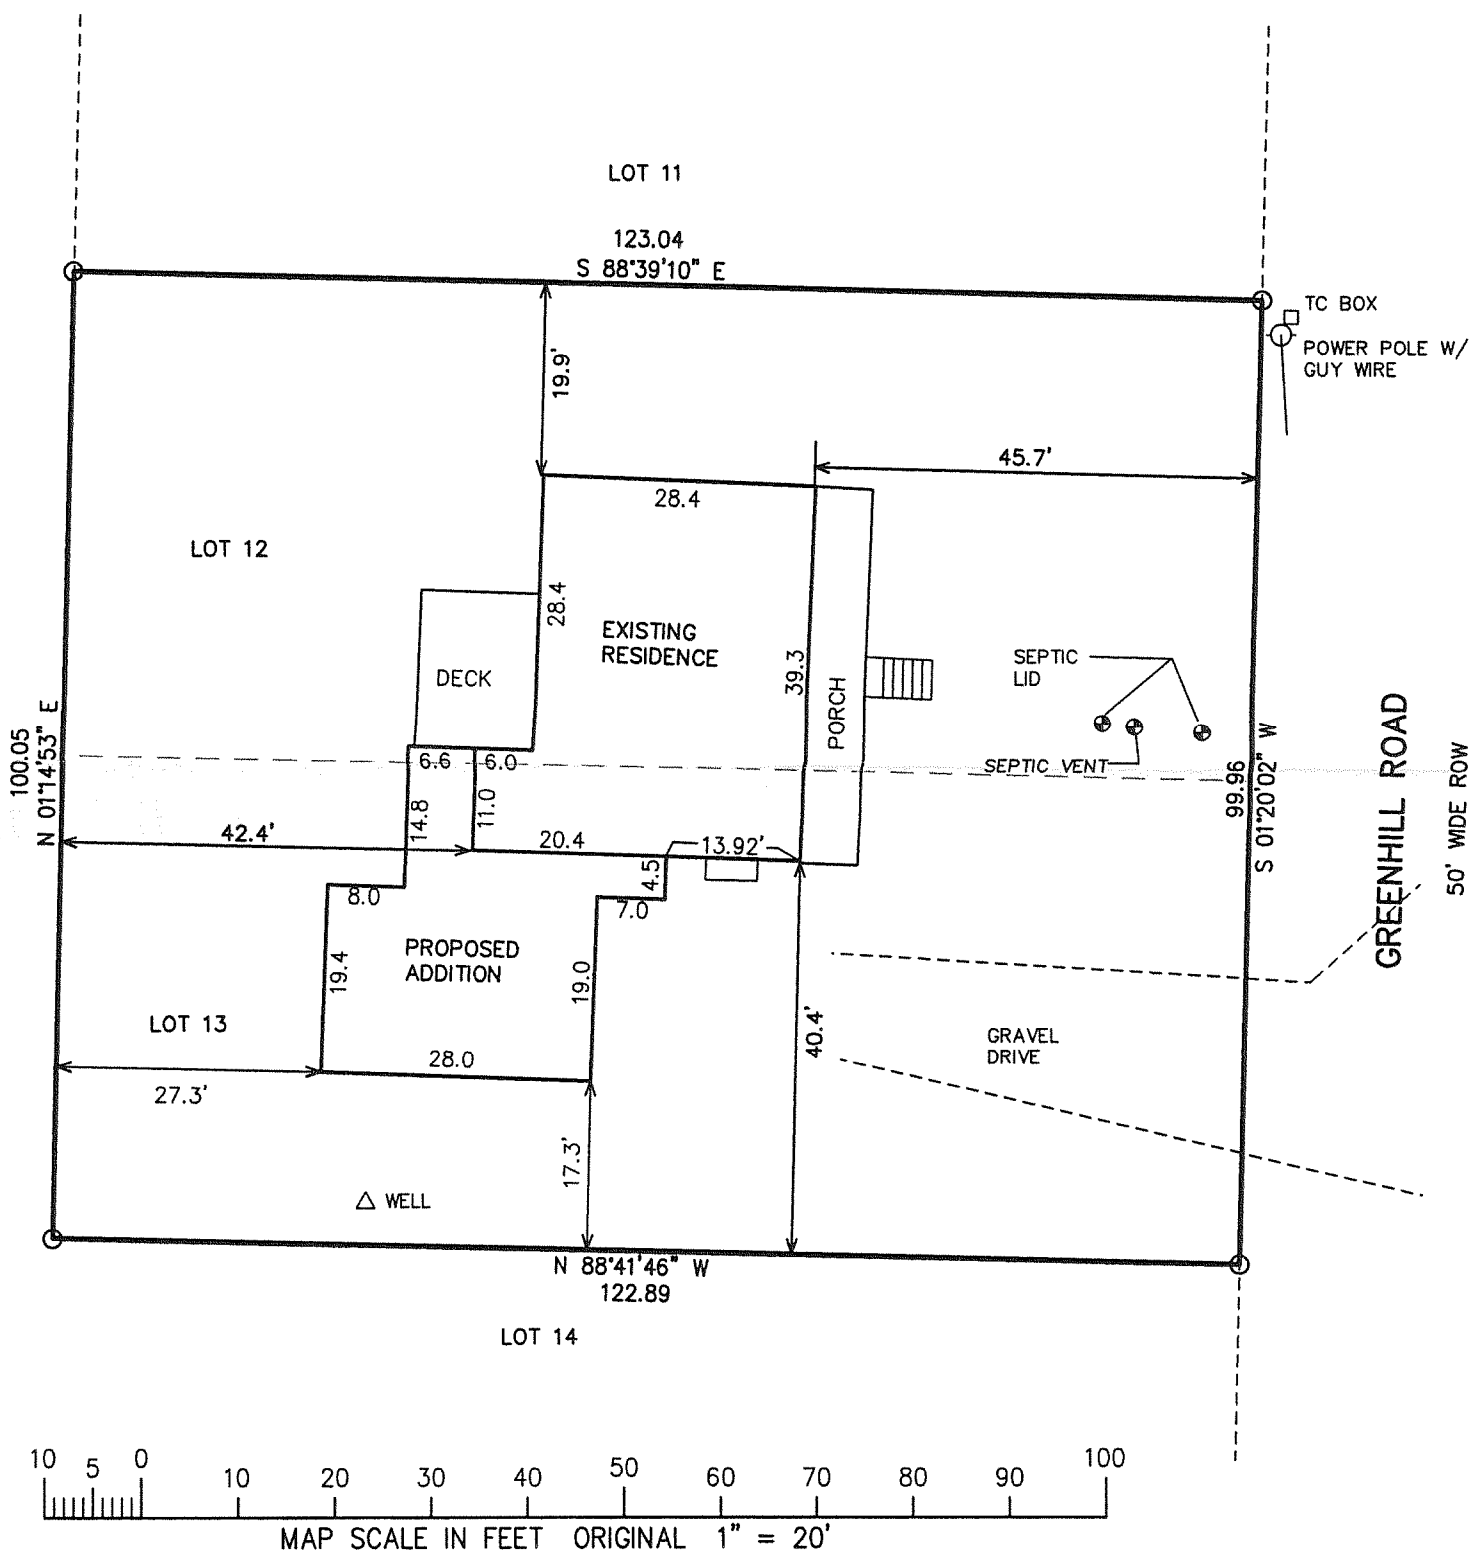 LOT 11
123.04
S 88°39'10" E
TC BOX
POWER POLE W/
GUY WIRE
19.9'
45.7'
28.4
LOT 12
28.4
EXISTING
RESIDENCE
39.3
SEPTIC
LID
DECK
PORCH
100.05
N 01°14'53" E
6.6
6.0
SEPTIC VENT
99.96
S 01°20'02" W
GREENHILL ROAD
50' WIDE ROW
14.8
11.0
42.4'
20.4
13.92'
4.5
8.0
7.0
PROPOSED
ADDITION
19.4
19.0
LOT 13
40.4'
GRAVEL
DRIVE
28.0
27.3'
17.3'
WELL
N 88°41'46" W
122.89
LOT 14
10 5 0 10 20 30 40 50 60 70 80 90 100
MAP SCALE IN FEET ORIGINAL 1" = 20'